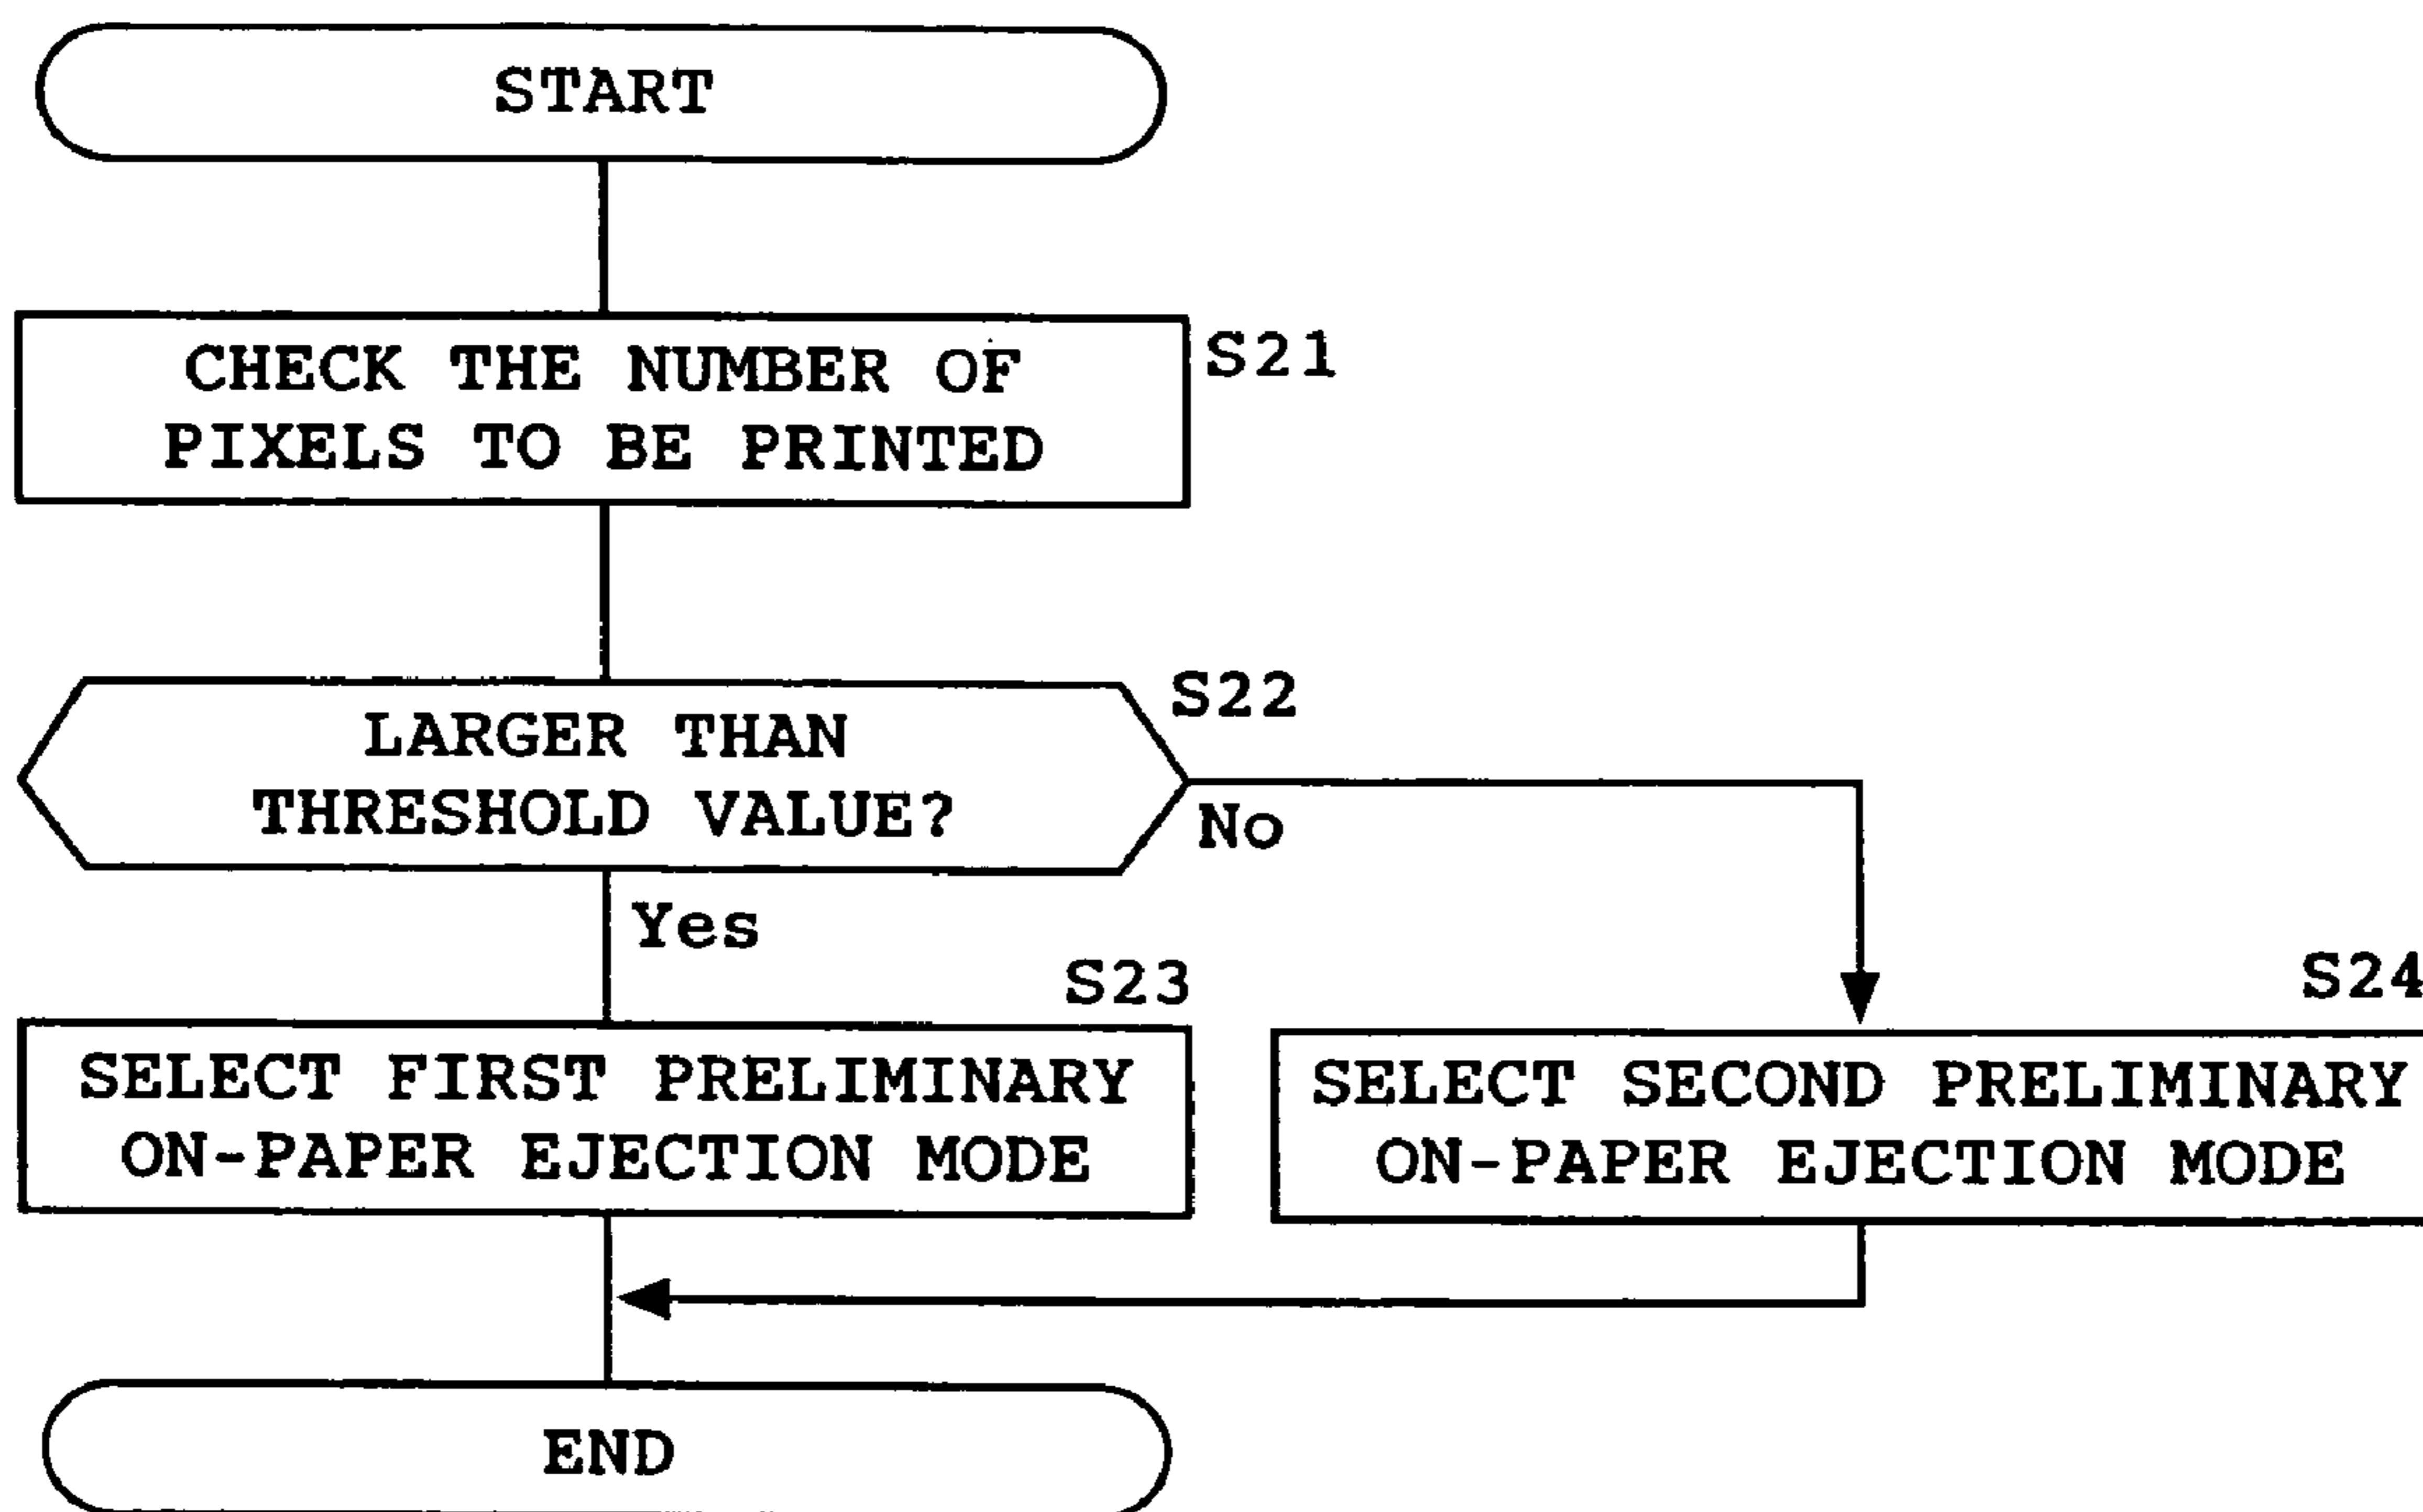 START
CHECK THE NUMBER OF
PIXELS TO BE PRINTED
S21
LARGER THAN
THRESHOLD VALUE?
S22
No
Yes
S23
SELECT FIRST PRELIMINARY
ON-PAPER EJECTION MODE
S24
SELECT SECOND PRELIMINARY
ON-PAPER EJECTION MODE
END